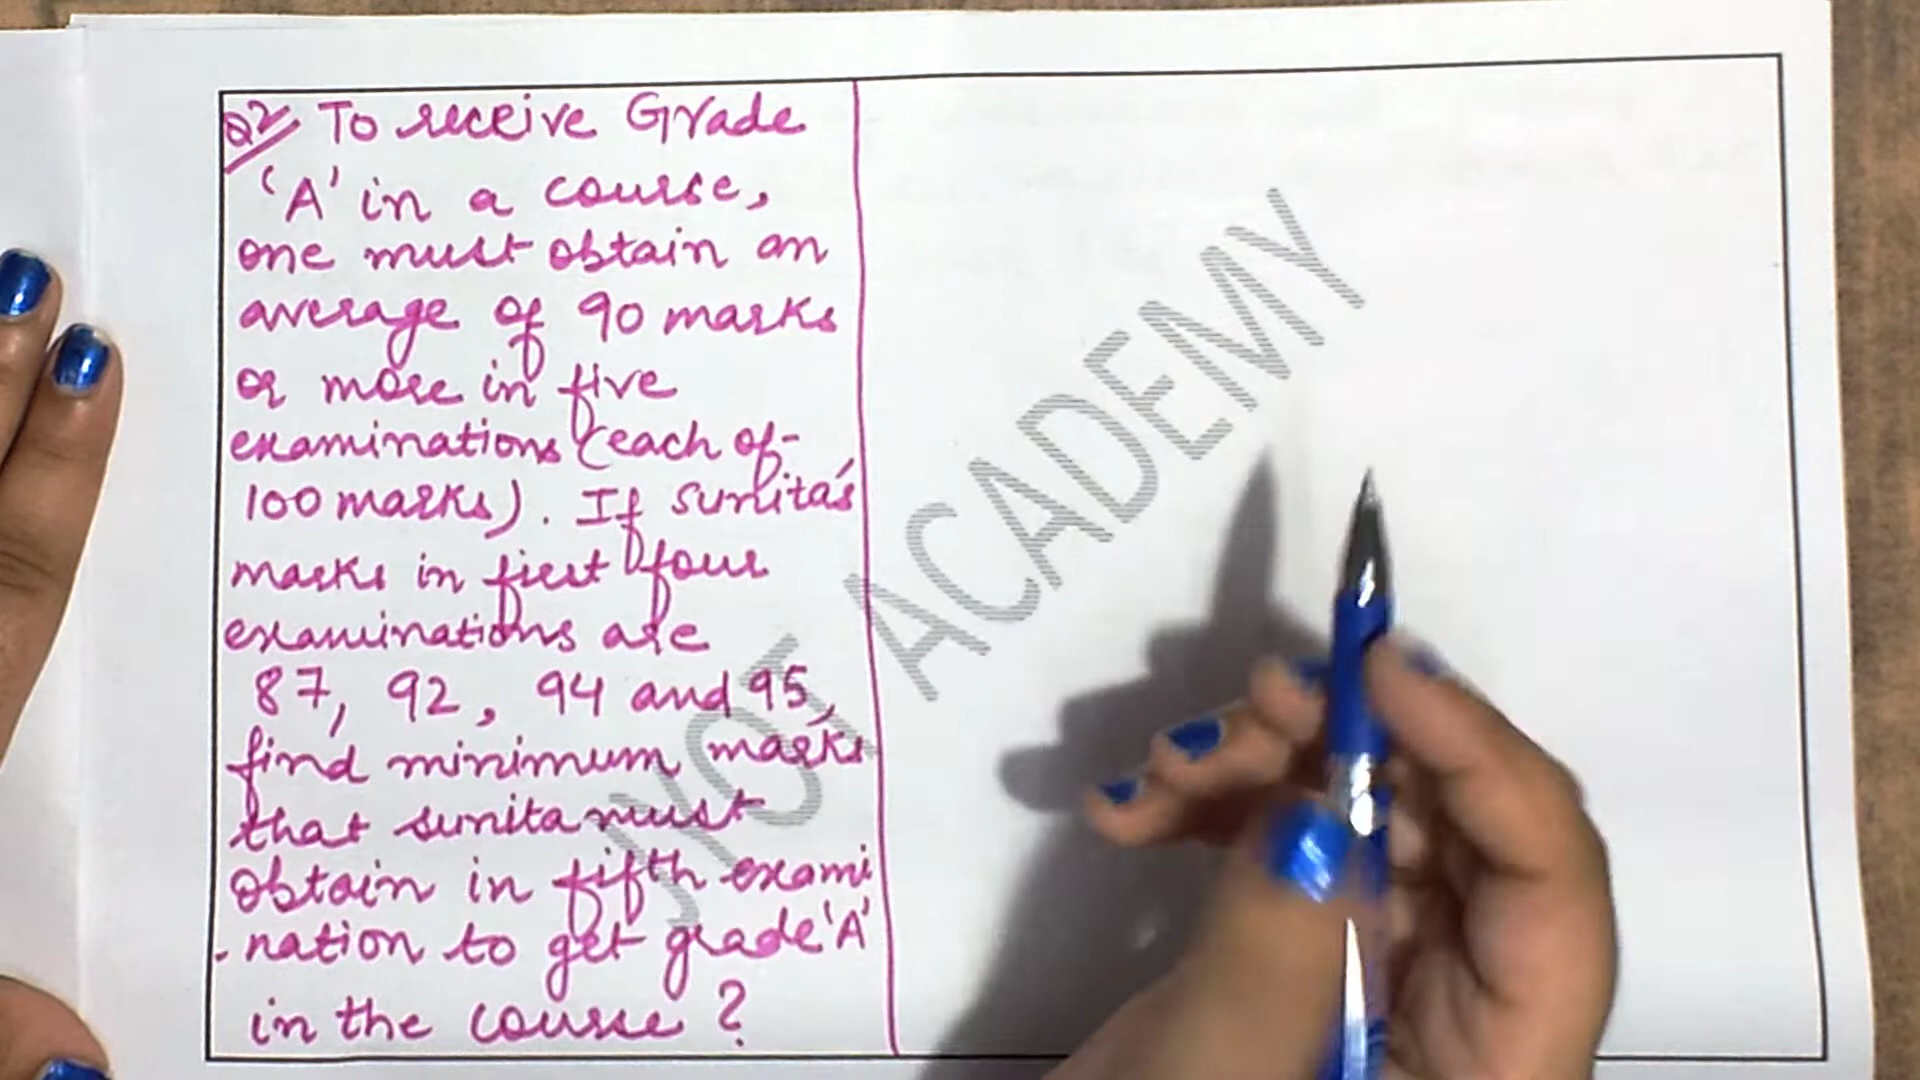 Q2 To receive Grade
'A' in a course,
one must obtain an
average of 90 marks
or more in five
examinations (each of
100 marks). If Sunita's
marks in first four
examinations are
87, 92, 94 and 95,
find minimum marks
that sunita must
obtain in fifth exami
-nation to get grade 'A'
in the course?
JYOT ACADEMY